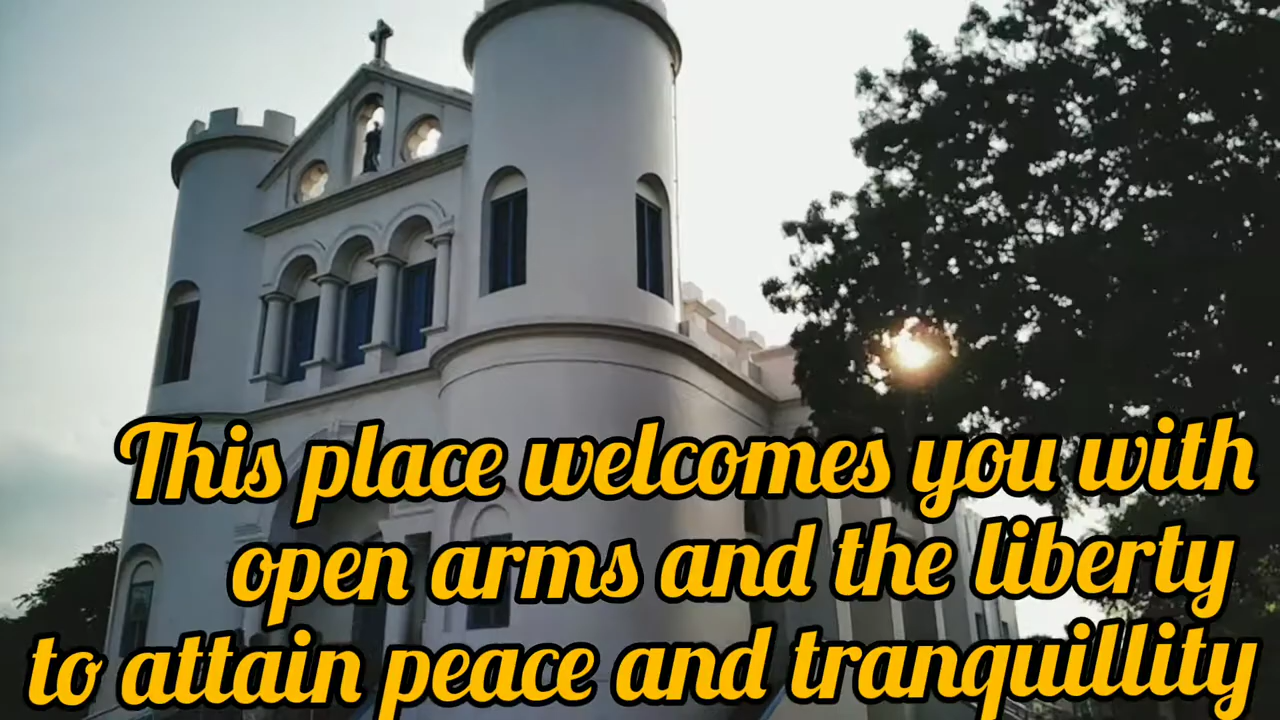 This place welcomes you with
open arms and the liberty
to attain peace and tranquillity